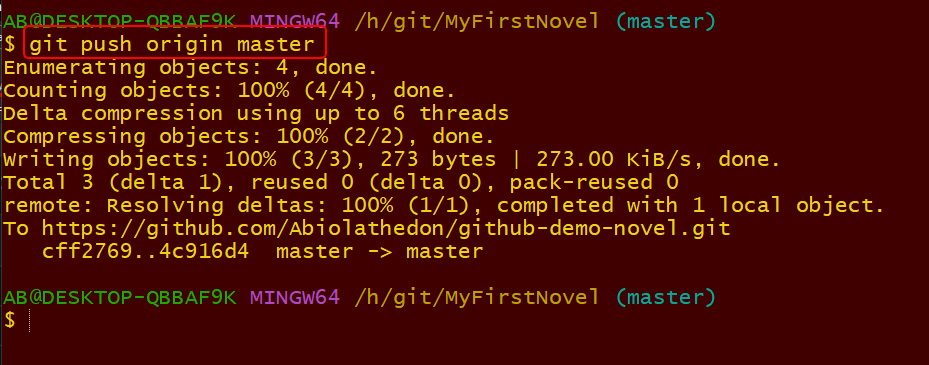 AB@DESKTOP-QBBAF9K MINGW64 /h/git/MyFirstNovel (master)
$ git push origin master
Enumerating objects: 4, done.
Counting objects: 100% (4/4), done.
Delta compression using up to 6 threads
Compressing objects: 100% (2/2), done.
Writing objects: 100% (3/3), 273 bytes | 273.00 KiB/s, done.
Total 3 (delta 1), reused 0 (delta 0), pack-reused 0
remote: Resolving deltas: 100% (1/1), completed with 1 local object.
To https://github.com/Abiolathedon/github-demo-novel.git
   cff2769..4c916d4  master -> master

AB@DESKTOP-QBBAF9K MINGW64 /h/git/MyFirstNovel (master)
$